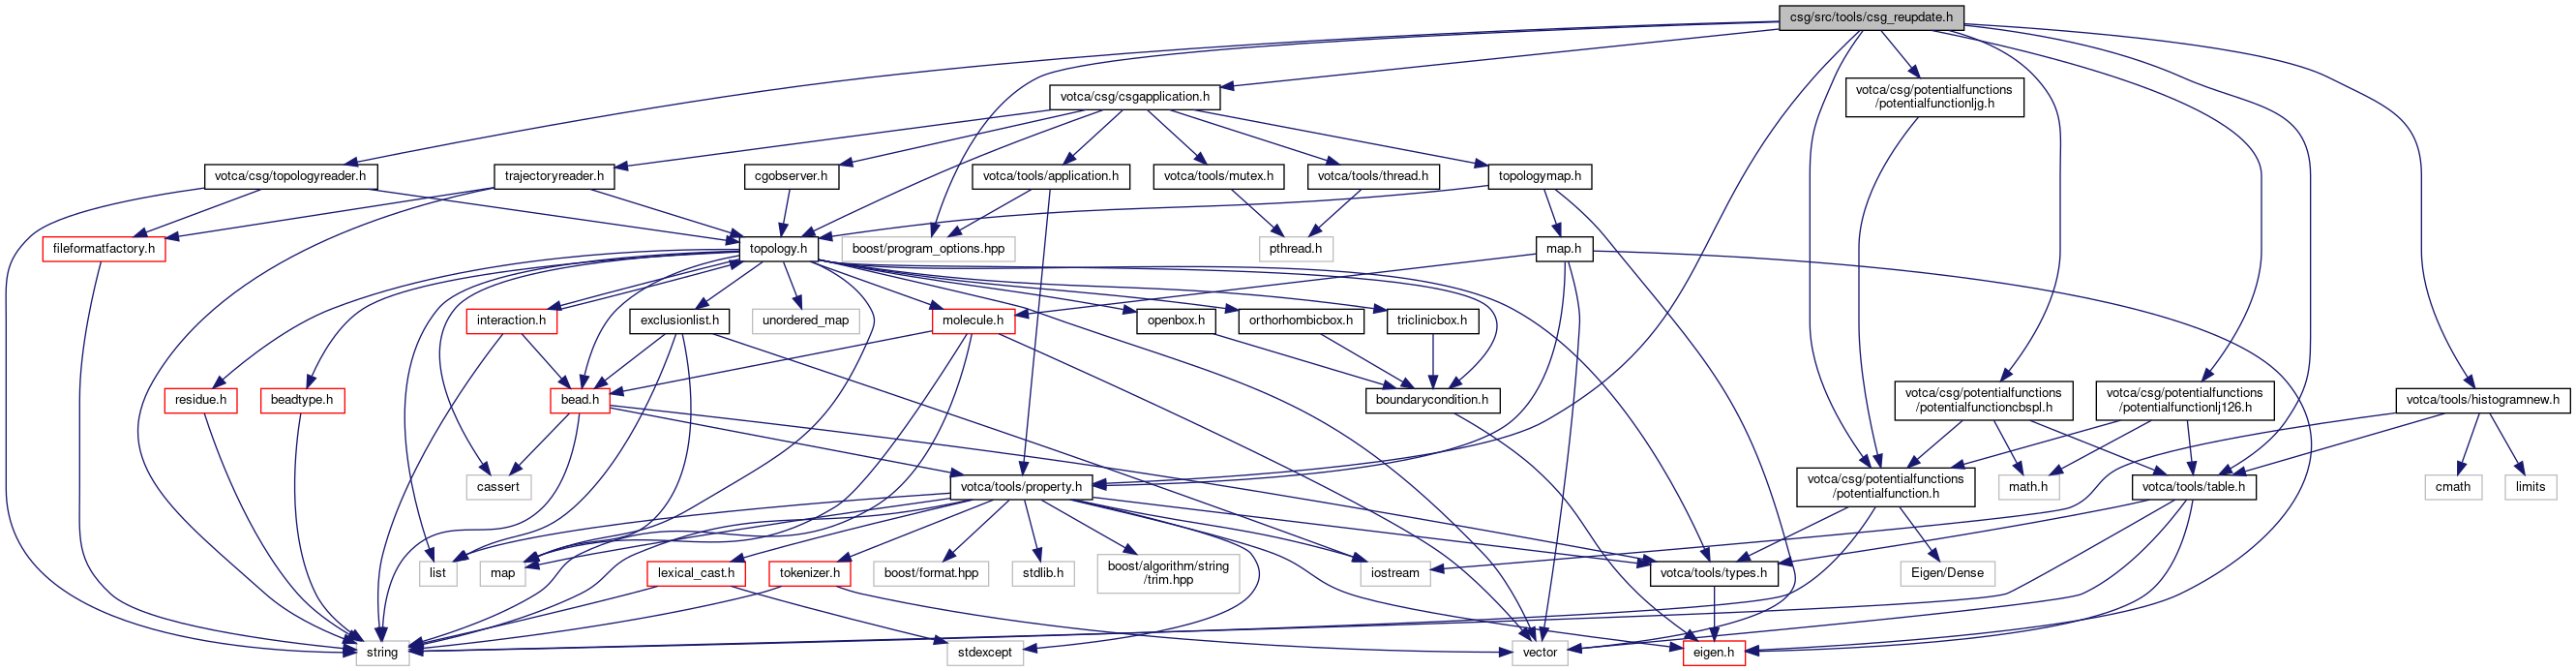 csg/src/tools/csg_reupdate.h
votca/csg/csgapplication.h
votca/csg/potentialfunctions
/potentialfunctionljg.h
votca/csg/topologyreader.h
trajectoryreader.h
cgobserver.h
votca/tools/application.h
votca/tools/mutex.h
votca/tools/thread.h
topologymap.h
fileformatfactory.h
topology.h
boost/program_options.hpp
pthread.h
map.h
interaction.h
exclusionlist.h
unordered_map
molecule.h
openbox.h
orthorhombicbox.h
triclinicbox.h
residue.h
beadtype.h
bead.h
boundarycondition.h
votca/csg/potentialfunctions
/potentialfunctioncbspl.h
votca/csg/potentialfunctions
/potentialfunctionlj126.h
votca/tools/histogramnew.h
cassert
votca/tools/property.h
votca/csg/potentialfunctions
/potentialfunction.h
math.h
votca/tools/table.h
cmath
limits
list
map
lexical_cast.h
tokenizer.h
boost/format.hpp
stdlib.h
boost/algorithm/string
/trim.hpp
iostream
votca/tools/types.h
Eigen/Dense
string
stdexcept
vector
eigen.h